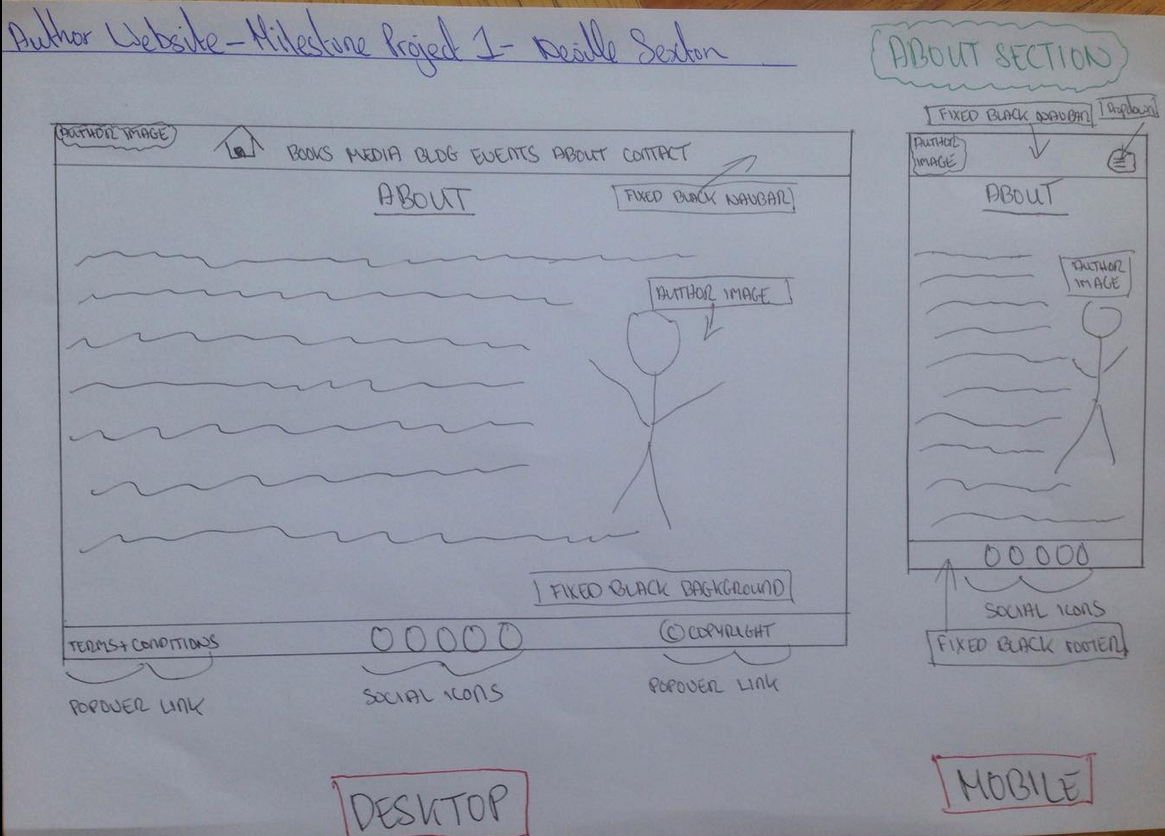 Author Website-Milestone Project 1- Neville Sexton
ABOUT SECTION
AUTHOR IMAGE
BOOKS MEDIA BLOG EVENTS ABOUT CONTACT
ABOUT
FIXED BLACK NAVBAR
AUTHOR IMAGE
FIXED BLACK BAGKGROUND
TERMS+CONDITIONS
© COPYRIGHT
POPOVER LINK
SOCIAL ICONS
POPOVER LINK
DESKTOP
FIXED BLACK NAVBAR
Dropdown
AUTHOR
IMAGE
ABOUT
AUTHOR
IMAGE
SOCIAL ICONS
FIXED BLACK FOOTER
MOBILE